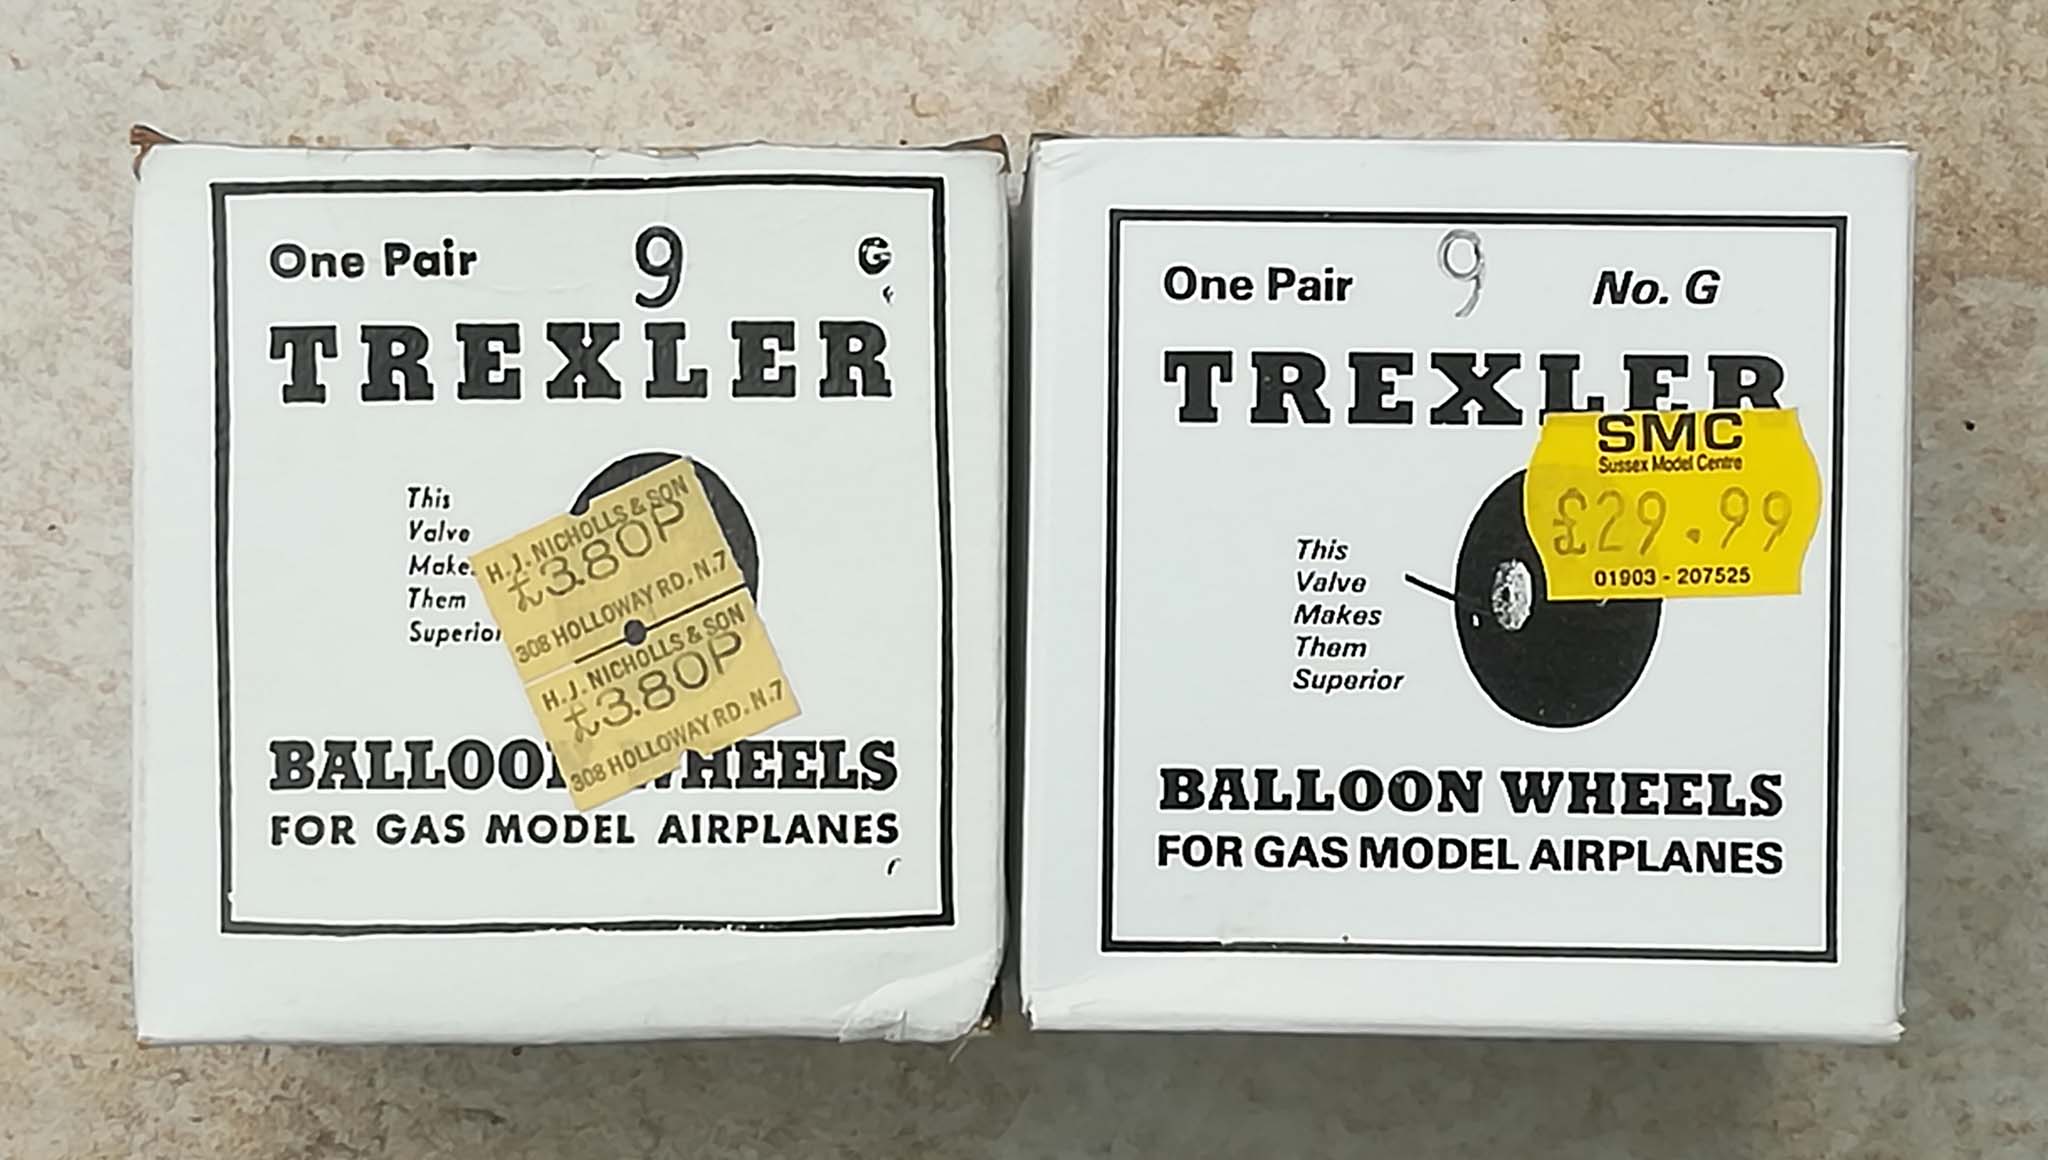 One Pair 9 G
TREXLER
This
Valve
Make
Them
Superior
H.J. NICHOLLS & SON
£3.80P
308 HOLLOWAY RD. N.7
H.J. NICHOLLS & SON
£3.80P
308 HOLLOWAY RD. N.7
BALLOON WHEELS
FOR GAS MODEL AIRPLANES
One Pair 9 No. G
TREXLER
SMC
Sussex Model Centre
£29.99
01903 - 207525
This
Valve
Makes
Them
Superior
BALLOON WHEELS
FOR GAS MODEL AIRPLANES